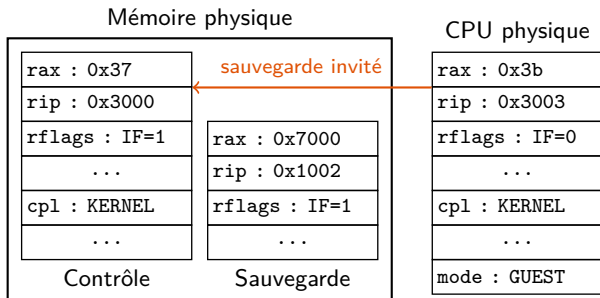 Mémoire physique
CPU physique
rax : 0x37
rip : 0x3000
rflags : IF=1
...
cpl : KERNEL
...
Contrôle
rax : 0x7000
rip : 0x1002
rflags : IF=1
...
Sauvegarde
sauvegarde invité
rax : 0x3b
rip : 0x3003
rflags : IF=0
...
cpl : KERNEL
...
mode : GUEST